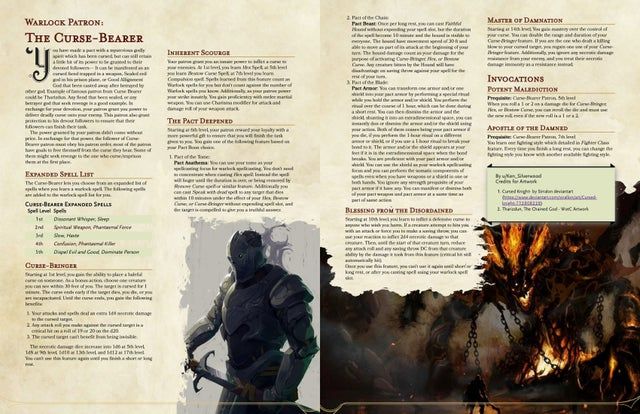 WARLOCK PATRON:
THE CURSE-BEARER
You have made a pact with a mysterious grisly
spirit which has been cursed, but can still retain
a bit of its power to be granted to their
devoted followers
cursed fiend trapped in a weapon, Sealed
god in his prison plane, or Good Alignment
God that been casted away after betrayed by
other god. Example of famous patron from Curse-Bearer
could be Tharizdun, Shar, and even the god that were
betrayed god that seek revenge is a good example. In
exchange for your devotion, your patron grant you power to
deliver deadly curse onto your enemy. This patron also grant
protection to his devout followers to ensure that their
followers can finish their task.
The power granted by your patron didn't come without
price. In exchange for that power, the follower of Curse-
Bearer patron must obey his patron order, most of the patron
have goals to free themself from the curse they bear. Some of
them might seek revenge to the one who curse/imprison
them at the first place.
EXPANDED SPELL LIST
The Curse-Bearer lets you choose from an expanded list of
spells when you learn a warlock spell. The following spells
are added to the warlock spell list for you.
CURSE-BEARER EXPANDED SPELLS
Spell Level Spells
1st Dissonant Whisper, Sleep
2nd Spiritual Weapon, Phantasmal Force
3rd Slow, Haste
4th Confusion, Phantasmal Killer
5th Dispel Evil and Good, Dominate Person
CURSE-BRINGER
Starting at 1st level, you gain the ability to place a baleful
curse on someone. As a bonus action, choose one creature
you can see within 30 feet of you. The target is cursed for 1
minute. The curse ends early if the target dies, you die, or you
are incapacitated. Until the curse ends, you gain the following
benefits:
1. Your attacks and spells deal an extra 1d4 necrotic damage
to the cursed target.
2. Any attack roll you make against the cursed target is a
critical hit on a roll of 19 or 20 on the d20.
3. The cursed target can't benefit from being invisible.
The necrotic damage dice increase into 1d6 at 5th level,
1d8 at 9th level, 1d10 at 13th level, and 1d12 at 17th level.
You can't use this feature again until you finish a short or long
rest.
INHERENT SCOURGE
Your patron grant you an innate power to inflict a curse to
your enemies. At 1st level, you learn Hex Spell, at 5th level
you learn Bestow Curse Spell, at 7th level you learn
Compulsion spell. Spells learned from this feature count as
Warlock spells for you but don't count against the number of
Warlock spells you know. Additionally, as your patron power
lurks innately, you gain proficiency with either martial
weapon. You can use Charisma modifier for attack and
damage roll of your weapon attack.
THE PACT DEEPENED
Starting at 6th level, your patron reward your loyalty with a
more powerful gift to ensure that you will finish the task
given to you. You gain one of the following feature based on
your Pact Boon choice.
1. Pact of the Tome:
Pact Anathema: You can use your tome as your
spellcasting focus for warlock spellcasting. You don't need to
concentrate when casting Hex spell. Instead the spell
will linger until the duration is over, or being removed by
Remove Curse spell or similar feature. Additionally you
can cast Speak with dead spell to any target that dies
within 10 minutes under the effect of your Hex, Bestow
Curse, or Curse-Bringer without expending spell slot, and
the target is compelled to give you a truthful answer.
2. Pact of the Chain:
Pact Beast: Once per long rest, you can cast Faithful
Hound without expending your spell slot, but the duration
of the spell become 10 minute and the hound is visible to
everyone. The hound have movement speed of 30 feet and
able to move as part of its attack at the beginning of your
turn. The hound damage count as your damage for the
purpose of activating Curse-Bringer, Hex, or Bestow
Curse. Any creature bitten by the Hound will have
disadvantage on saving throw against your spell for the
rest of your turn.
3. Pact of the Blade:
Pact Armor: You can transform one armor and/or one
shield into your pact armor by performing a special ritual
while you hold the armor and/or shield. You perform the
ritual over the course of 1 hour, which can be done during
a short rest. You can then dismiss the armor and the
shield, shunting it into an extradimensional space, you can
instantly don or dismiss the armor and/or the shield using
your action. Both of them ceases being your pact armor if
you die, if you perform the 1 hour ritual on a different
armor or shield, or if you use a 1 hour ritual to break your
bond to it. The armor and/or the shield appears at your
feet if it is in the extradimensional space when the bond
breaks. You are proficient with your pact armor and/or
shield. You can use the shield as your warlock spellcasting
focus and you can perform the somatic components of
spells even when you have weapons or a shield in one or
both hands. You ignore any strength prequisite of your
pact armor if it have any. You can manifest or dismiss both
of your pact weapon and pact armor at a same time as
part of same action.
BLESSING FROM THE DISORDAINED
Starting at 10th level you learn to inflict a defensive curse to
anyone who wish you harm. If a creature attempt to hits you
with an attack or force you to make a saving throw, you can
use your reaction to inflict 2d4 necrotic damage to that
creature. Then, until the start of that creature turn, reduce
any attack roll and any saving throw DC from that creature
ability by the damage it took from this feature (critical hit still
automatically hit).
Once you use this feature, you can't use it again until short or
long rest, or after you casted spell using your warlock spell
slot.
MASTER OF DAMNATION
Starting at 14th level, You gain mastery over the control of
your curse. You can double the range and duration of your
Curse-Bringer feature. If you are the one who dealt a killing
blow to your cursed target, you regain one use of your Curse-
Bringer feature. Additionally, you ignore any necrotic damage
resistance from your enemy, and you treat their necrotic
damage immunity as a resistance instead.
INVOCATIONS
POTENT MALEDICTION
Prequisite: Curse-Bearer Patron, 5th level
When you roll 1 or 2 on a damage die for Curse-Bringer,
Hex, or Bestow Curse, you can reroll the die and must use
the new roll, even if the new roll is a 1 or a 2.
APOSTLE OF THE DAMNED
Prequisite: Curse-Bearer Patron, 7th level
You learn one fighting style which detailed in Fighter Class
feature. Every time you finish a long rest, you can change the
fighting style you know with another available fighting style.
By u/Ken_Silverwood
Credits for Artwork
1. Cursed Knight by Siridon deviantart
2. Tharizdun, The Chained God - WotC Artwork